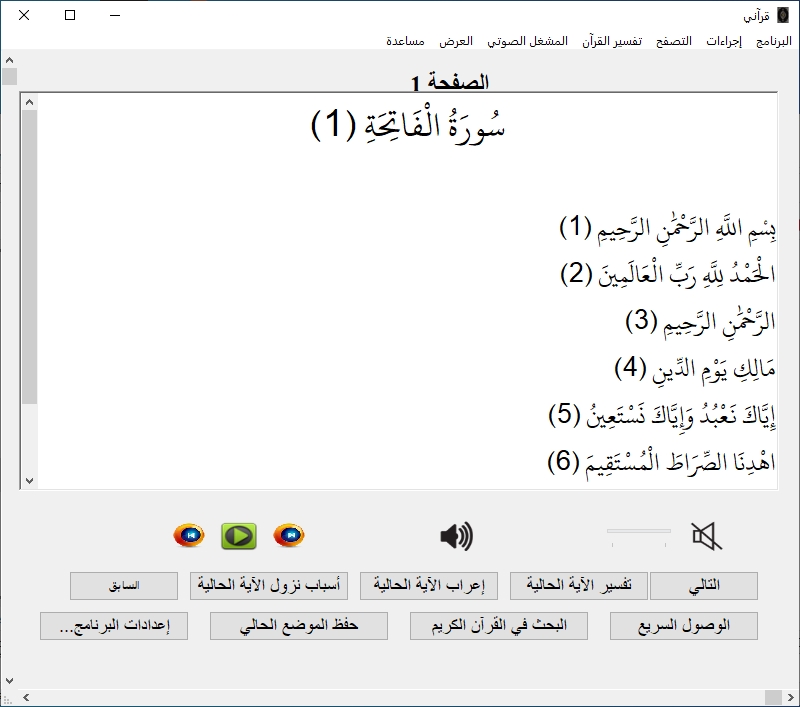 قرآني
البرنامج إجراءات التصفح تفسير القرآن المشغل الصوتي العرض مساعدة
الصفحة 1
سُورَةُ الْفَاتِحَةِ (1)
بِسْمِ اللَّهِ الرَّحْمَٰنِ الرَّحِيمِ (1)
الْحَمْدُ لِلَّهِ رَبِّ الْعَالَمِينَ (2)
الرَّحْمَٰنِ الرَّحِيمِ (3)
مَالِكِ يَوْمِ الدِّينِ (4)
إِيَّاكَ نَعْبُدُ وَإِيَّاكَ نَسْتَعِينُ (5)
اهْدِنَا الصِّرَاطَ الْمُسْتَقِيمَ (6)
التالي تفسير الآية الحالية إعراب الآية الحالية أسباب نزول الآية الحالية السابق
الوصول السريع البحث في القرآن الكريم حفظ الموضع الحالي إعدادات البرنامج...